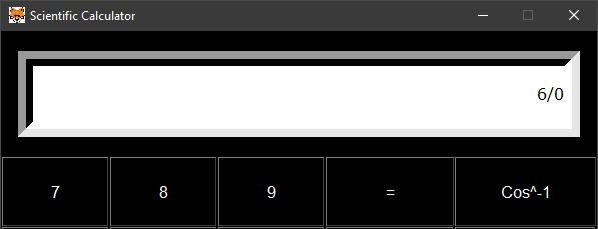 Scientific Calculator
6/0
7 8 9 = Cos^-1